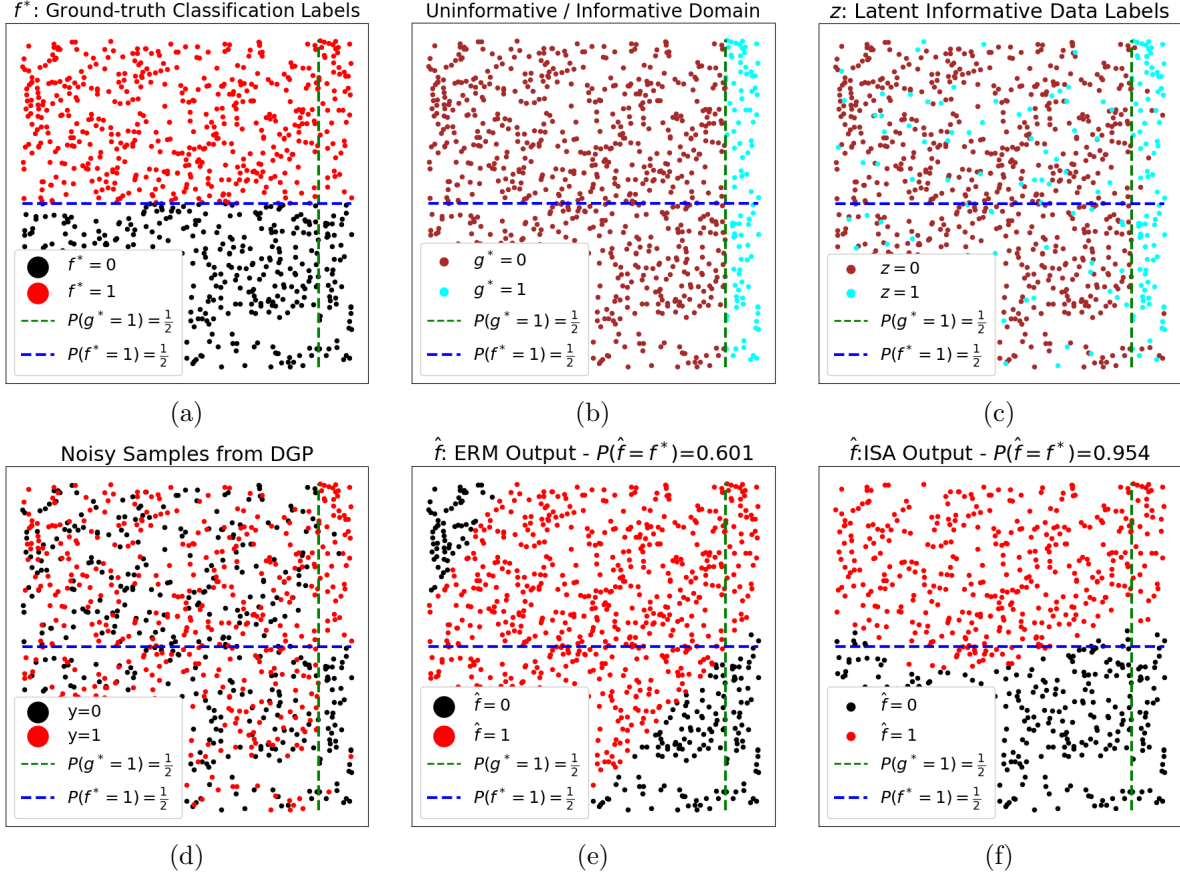 f*: Ground-truth Classification Labels
f* = 0
f* = 1
P(g* = 1) = 1/2
P(f* = 1) = 1/2
(a)
Uninformative / Informative Domain
g* = 0
g* = 1
P(g* = 1) = 1/2
P(f* = 1) = 1/2
(b)
z: Latent Informative Data Labels
z = 0
z = 1
P(g* = 1) = 1/2
P(f* = 1) = 1/2
(c)
Noisy Samples from DGP
y=0
y=1
P(g* = 1) = 1/2
P(f* = 1) = 1/2
(d)
f̂: ERM Output - P(f̂ = f*)=0.601
f̂ = 0
f̂ = 1
P(g* = 1) = 1/2
P(f* = 1) = 1/2
(e)
f̂:ISA Output - P(f̂ = f*)=0.954
f̂ = 0
f̂ = 1
P(g* = 1) = 1/2
P(f* = 1) = 1/2
(f)